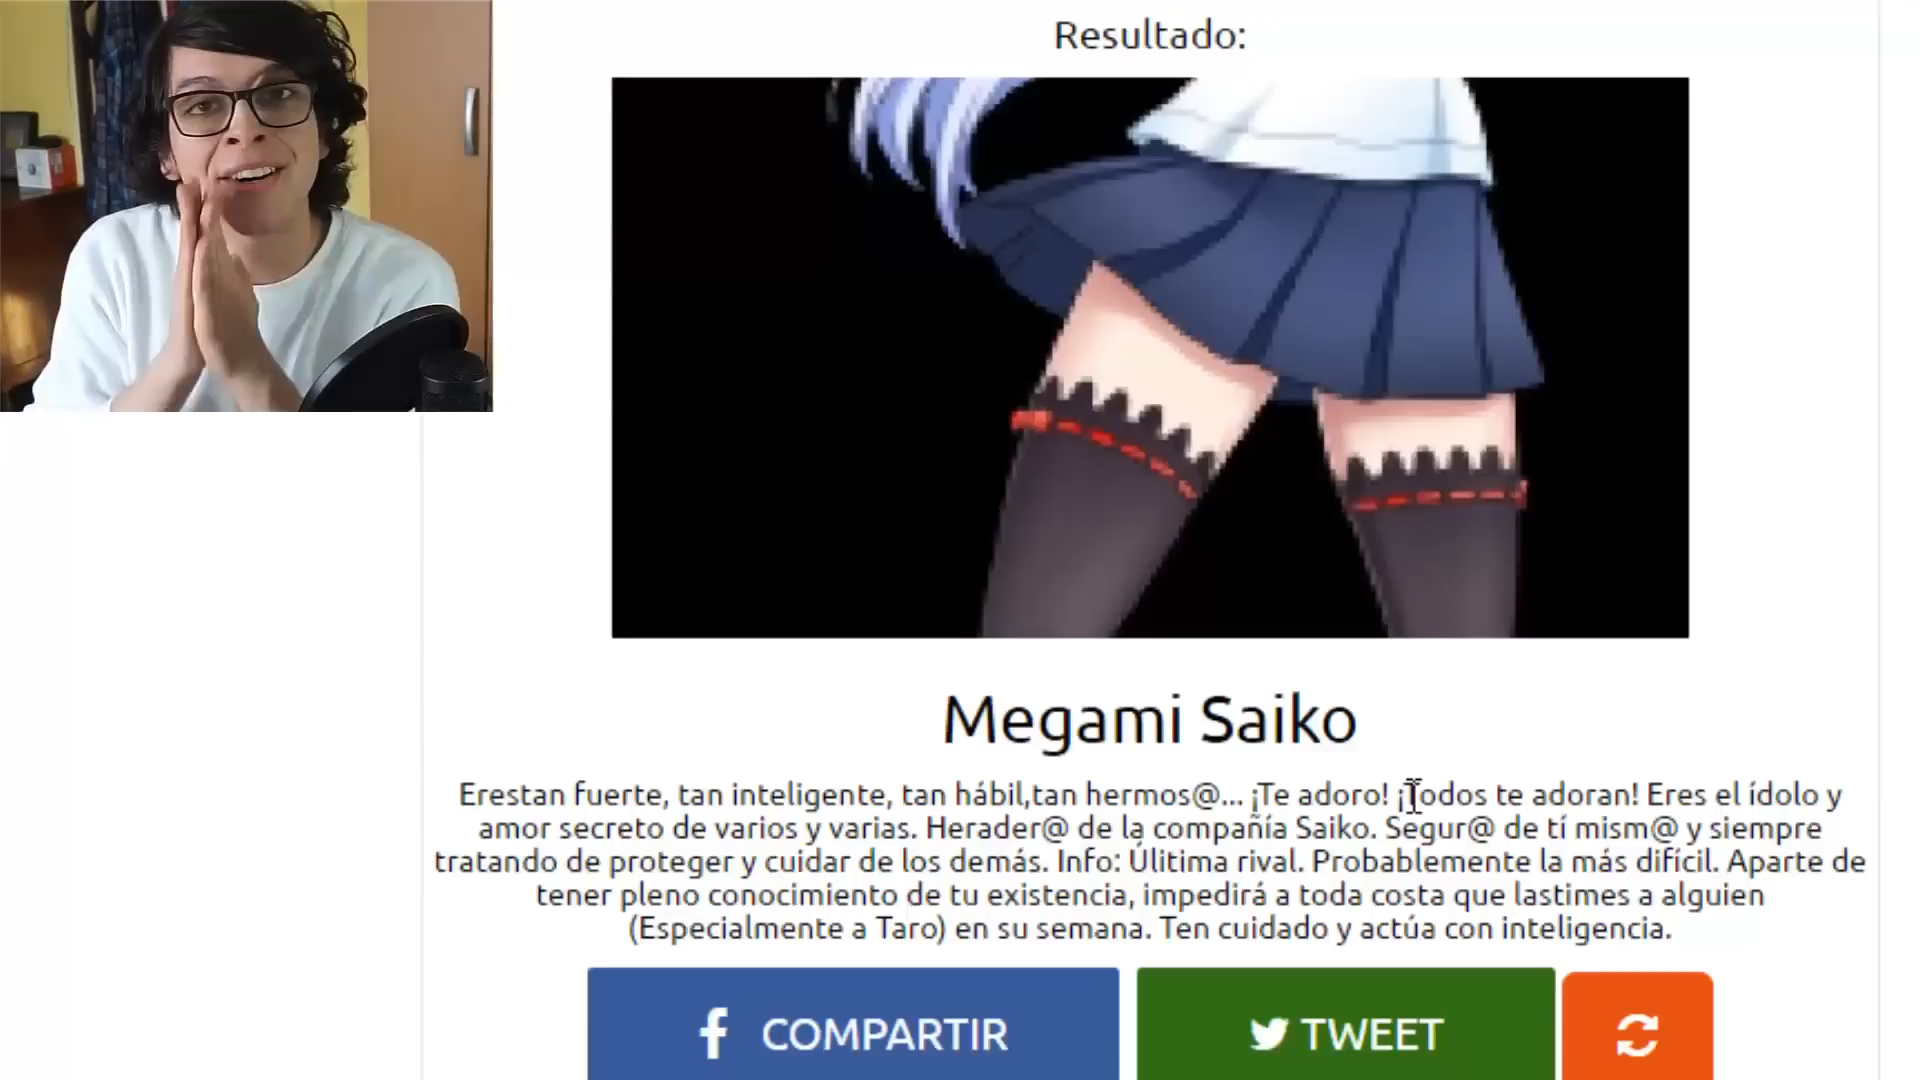 Resultado:
Megami Saiko
Erestan fuerte, tan inteligente, tan hábil,tan hermos@... ¡Te adoro! ¡Todos te adoran! Eres el ídolo y
amor secreto de varios y varias. Herader@ de la compañía Saiko. Segur@ de tí mism@ y siempre
tratando de proteger y cuidar de los demás. Info: Úlitima rival. Probablemente la más difícil. Aparte de
tener pleno conocimiento de tu existencia, impedirá a toda costa que lastimes a alguien
(Especialmente a Taro) en su semana. Ten cuidado y actúa con inteligencia.
COMPARTIR
TWEET